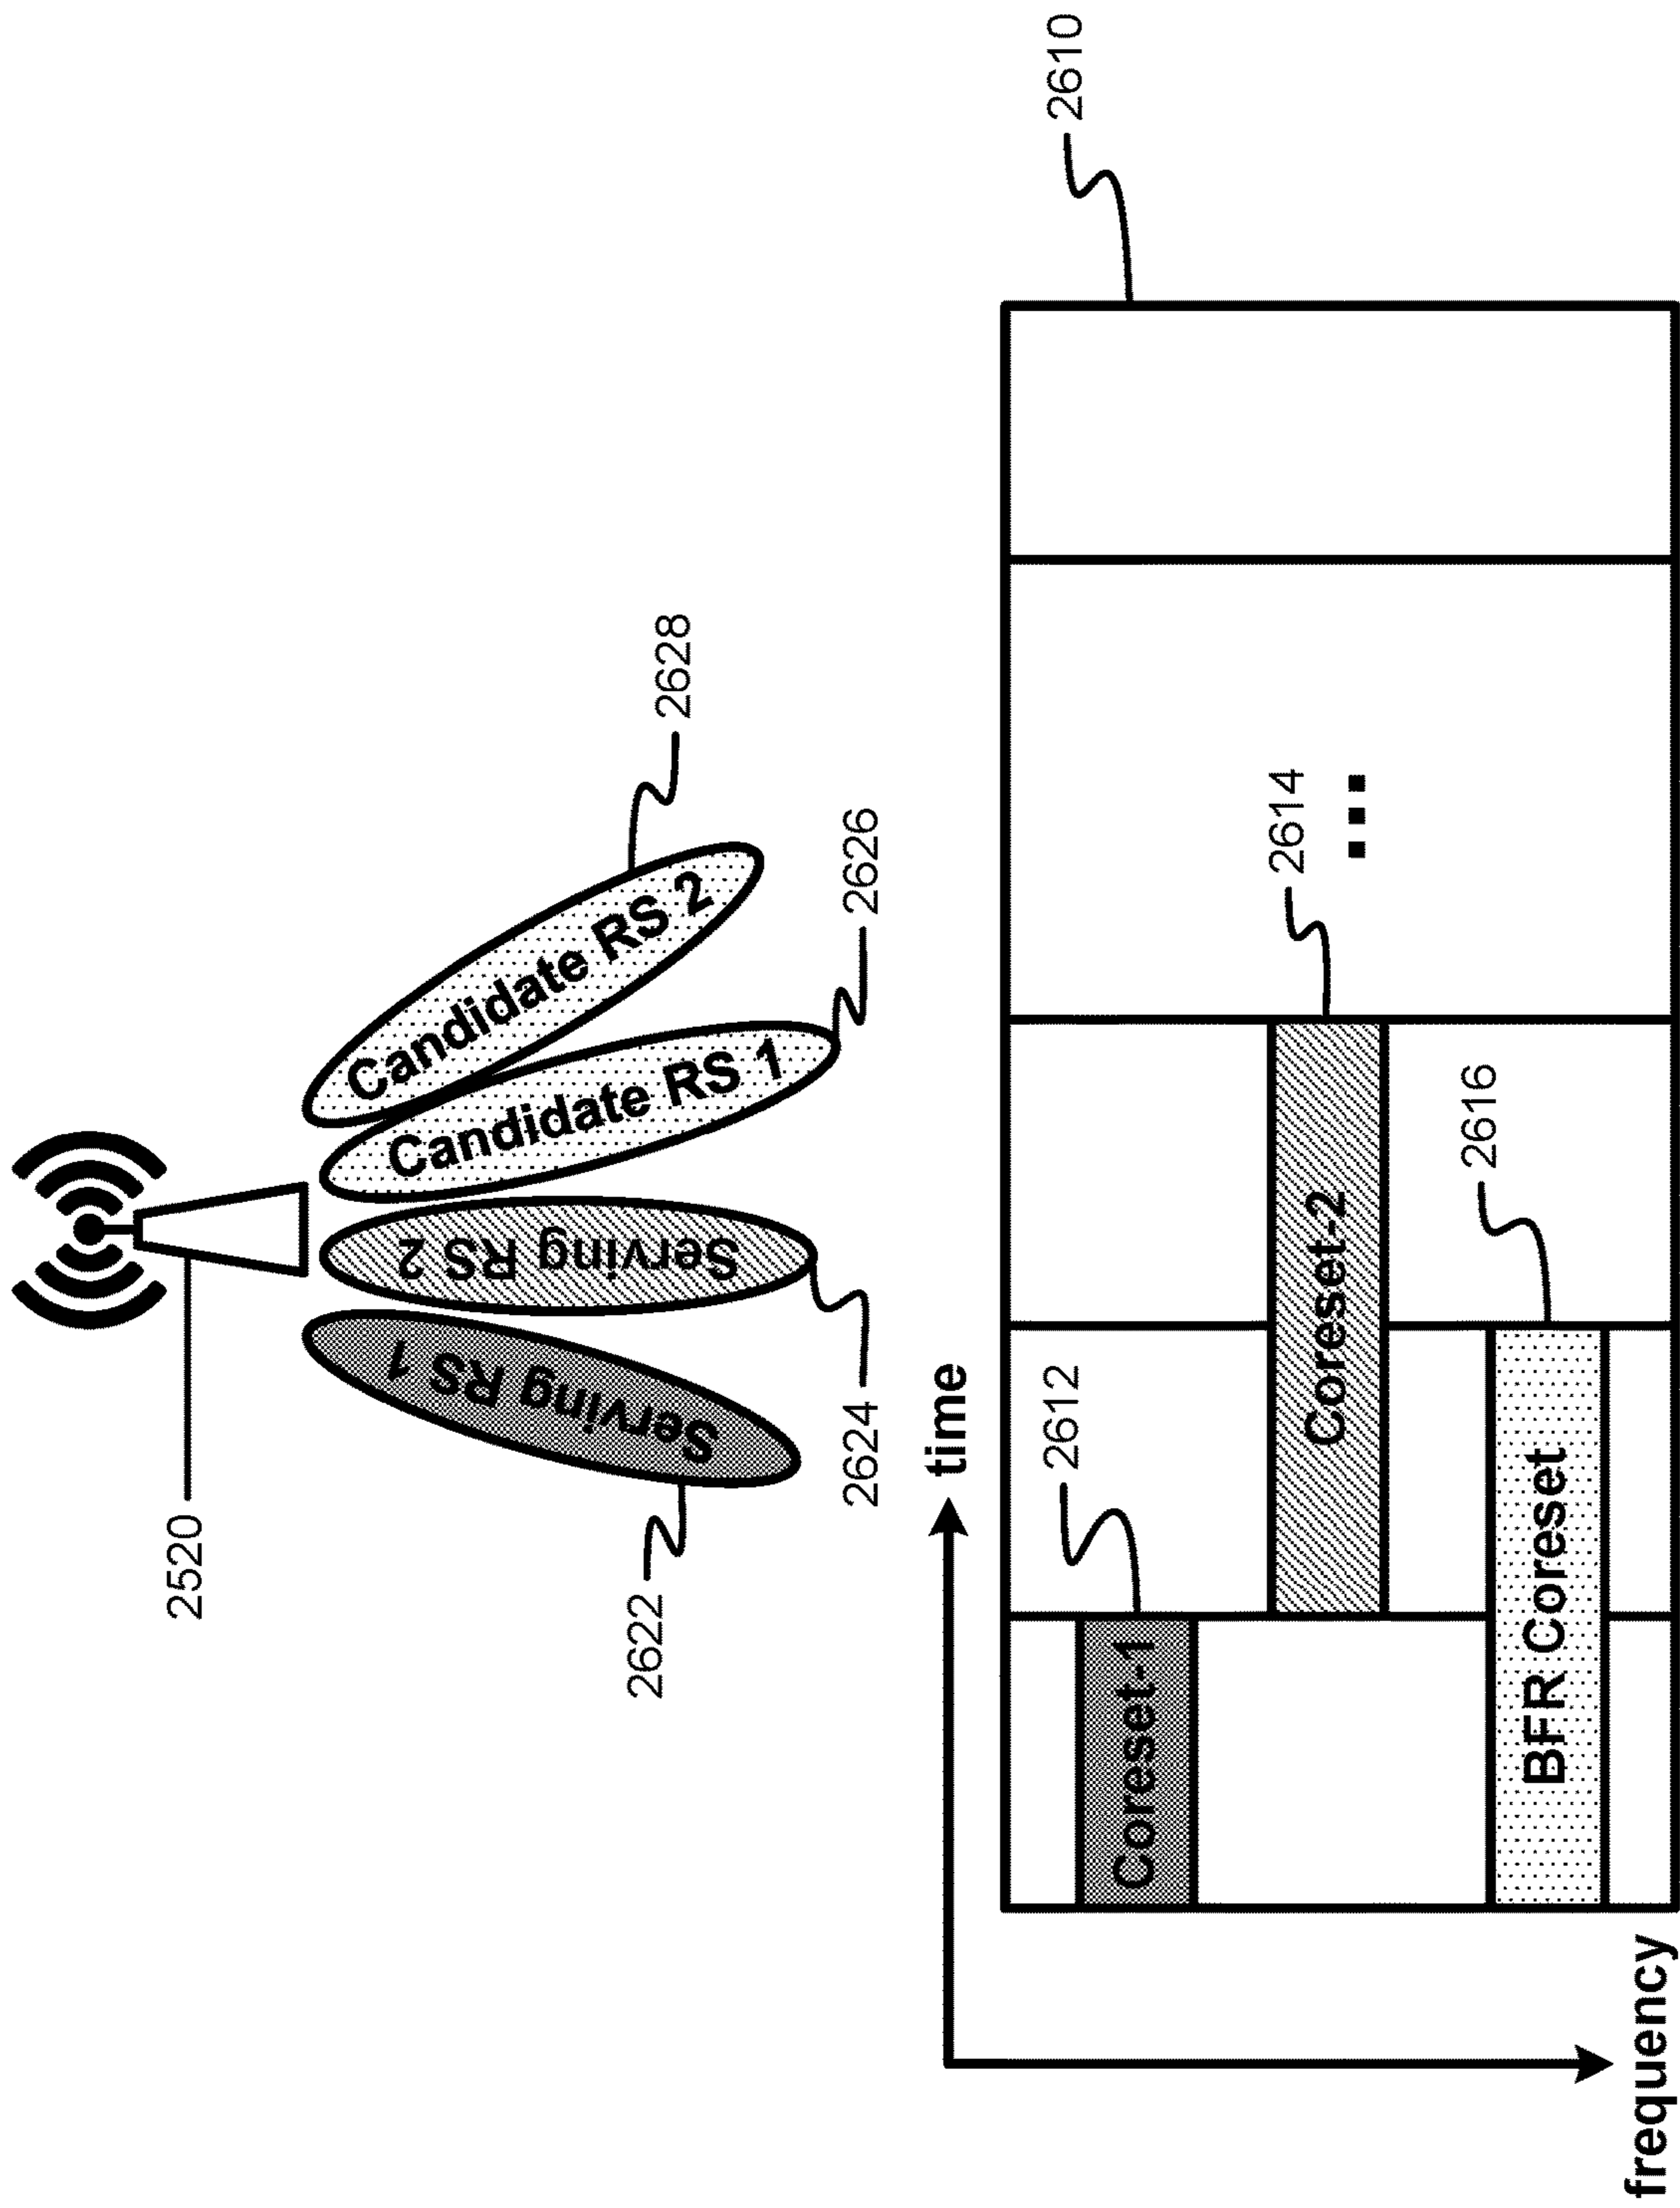 2520
2622
Serving RS 1
2624
Serving RS 2
Candidate RS 1
2626
Candidate RS 2
2628
time
frequency
2610
Coreset-1
2612
Coreset-2
2614
...
BFR Coreset
2616